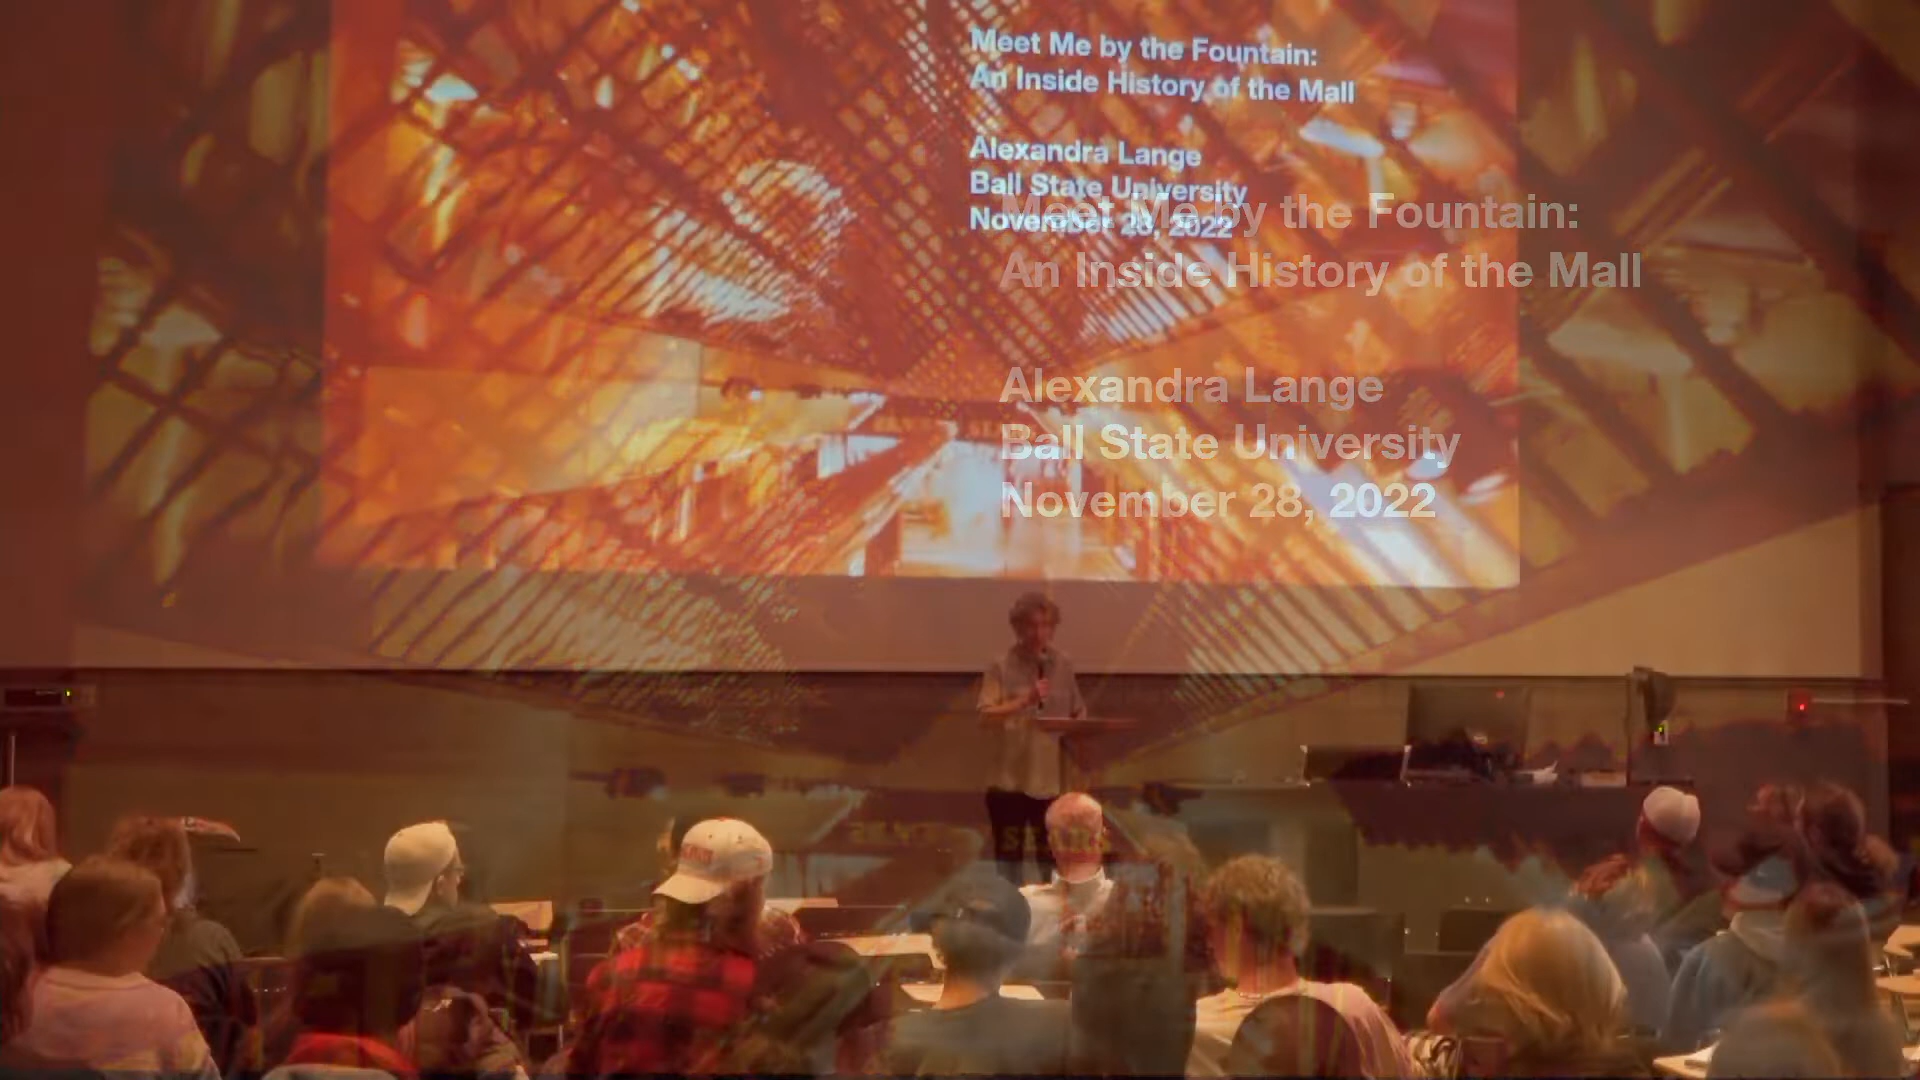 Meet Me by the Fountain:
An Inside History of the Mall
Alexandra Lange
Ball State University
November 28, 2022
Meet Me by the Fountain:
An Inside History of the Mall
Alexandra Lange
Ball State University
November 28, 2022
SEARS